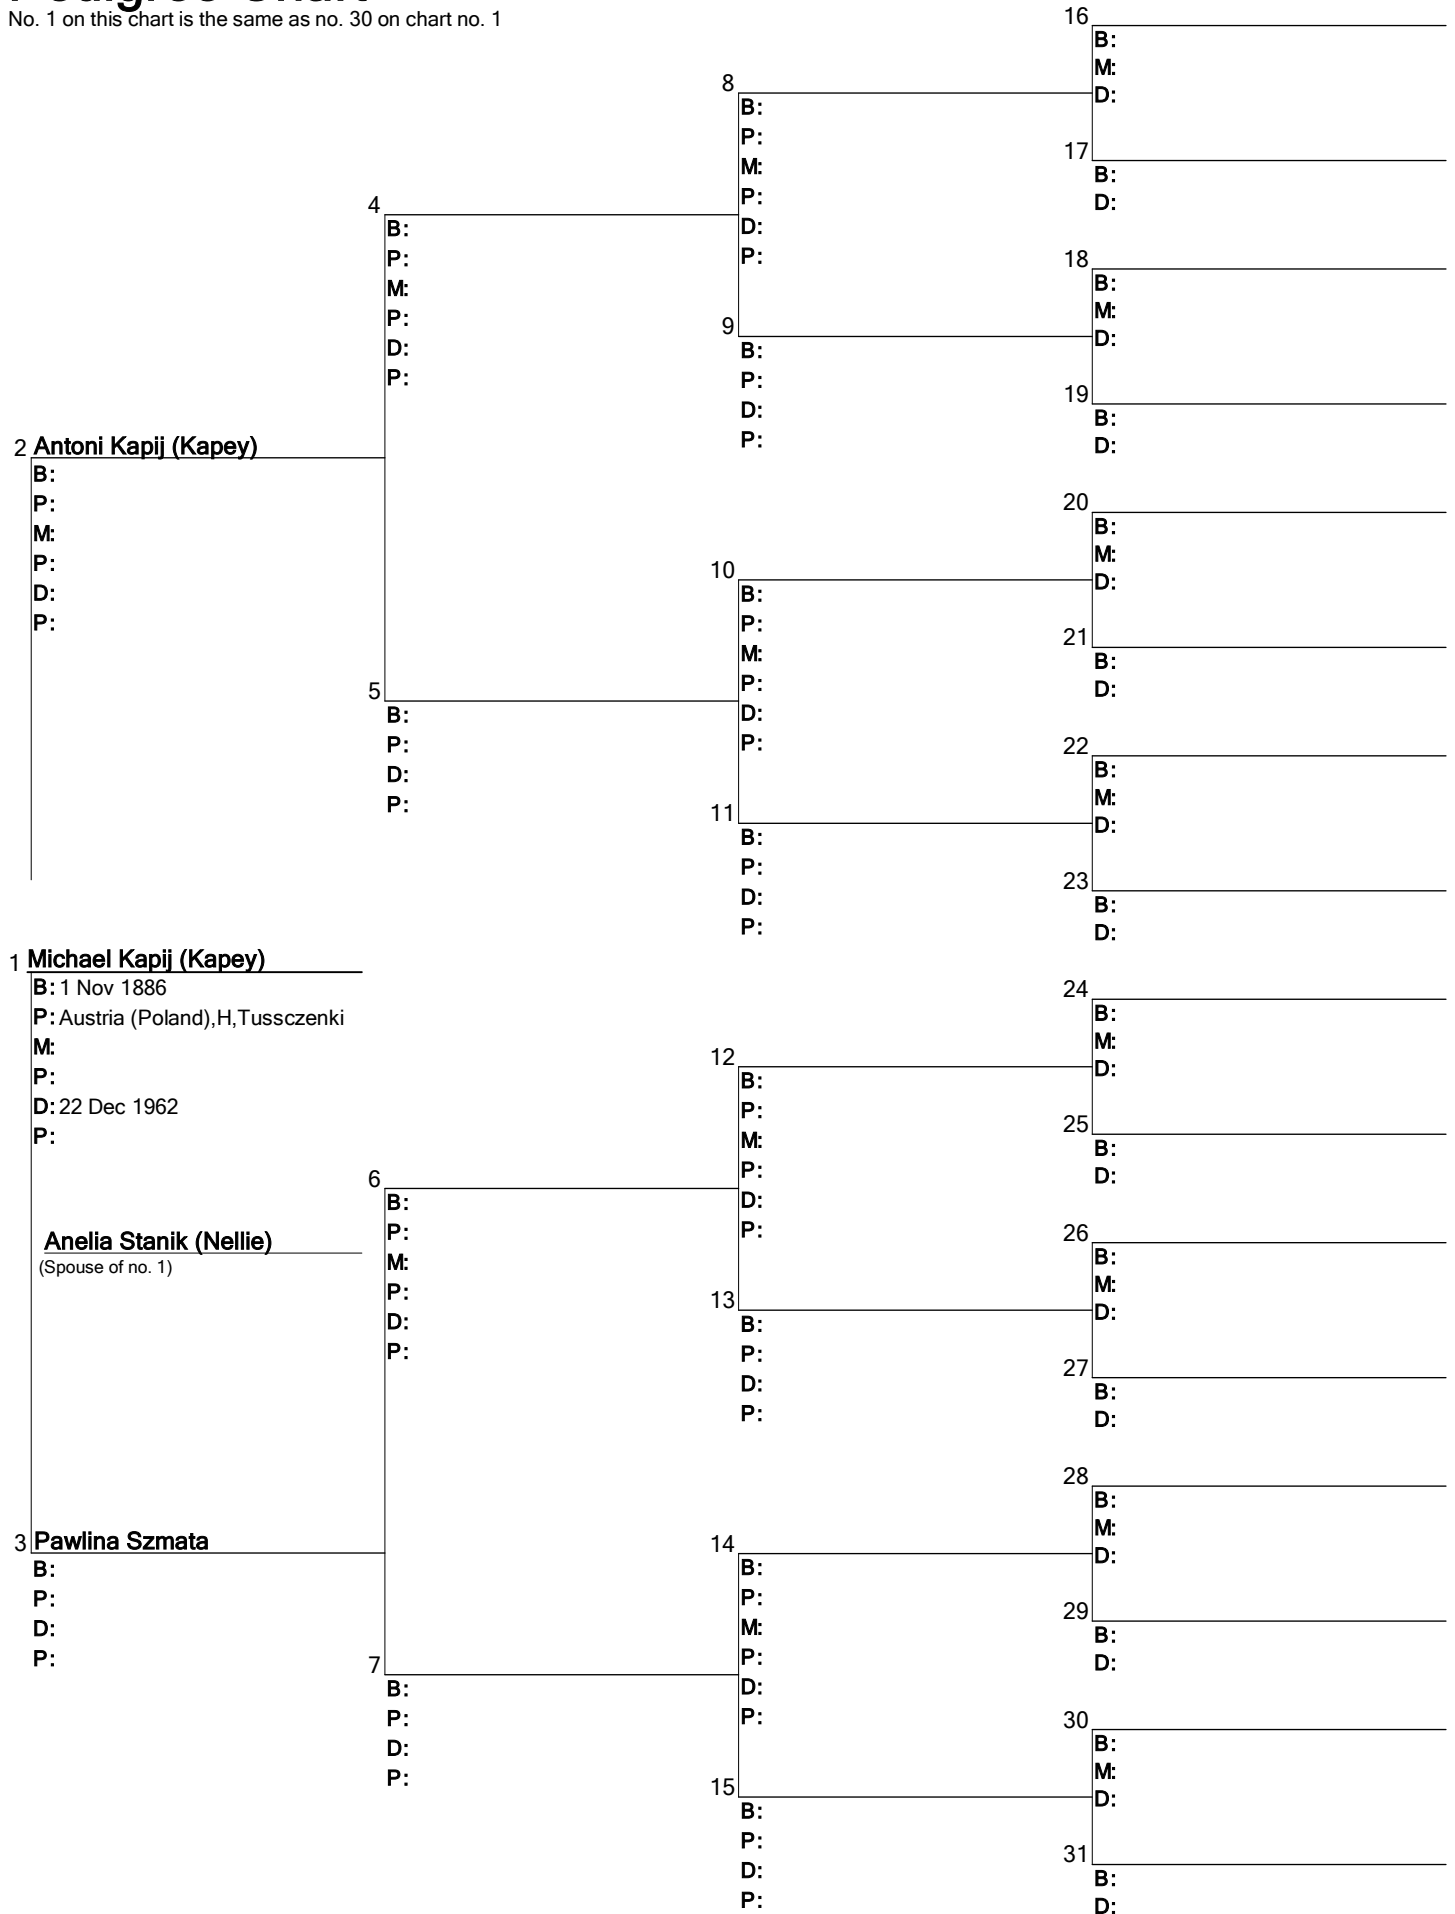 Pedigree Chart
No. 1 on this chart is the same as no. 30 on chart no. 1
2 Antoni Kapij (Kapey)
B:
P:
M:
P:
D:
P:
1 Michael Kapij (Kapey)
B: 1 Nov 1886
P: Austria (Poland),H,Tussczenki
M:
P:
D: 22 Dec 1962
P:
Anelia Stanik (Nellie)
(Spouse of no. 1)
3 Pawlina Szmata
B:
P:
D:
P:
4
B:
P:
M:
P:
D:
P:
5
B:
P:
D:
P:
6
B:
P:
M:
P:
D:
P:
7
B:
P:
D:
P:
8
B:
P:
M:
P:
D:
P:
9
B:
P:
D:
P:
10
B:
P:
M:
P:
D:
P:
11
B:
P:
D:
P:
12
B:
P:
M:
P:
D:
P:
13
B:
P:
D:
P:
14
B:
P:
M:
P:
D:
P:
15
B:
P:
D:
P:
16
B:
M:
D:
17
B:
D:
18
B:
M:
D:
19
B:
D:
20
B:
M:
D:
21
B:
D:
22
B:
M:
D:
23
B:
D:
24
B:
M:
D:
25
B:
D:
26
B:
M:
D:
27
B:
D:
28
B:
M:
D:
29
B:
D:
30
B:
M:
D:
31
B:
D: